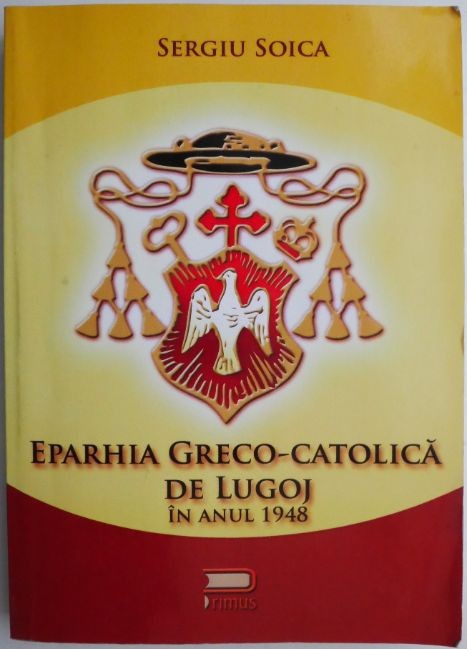 Sergiu Soica
Eparhia Greco-catolică
de Lugoj
în anul 1948
Primus